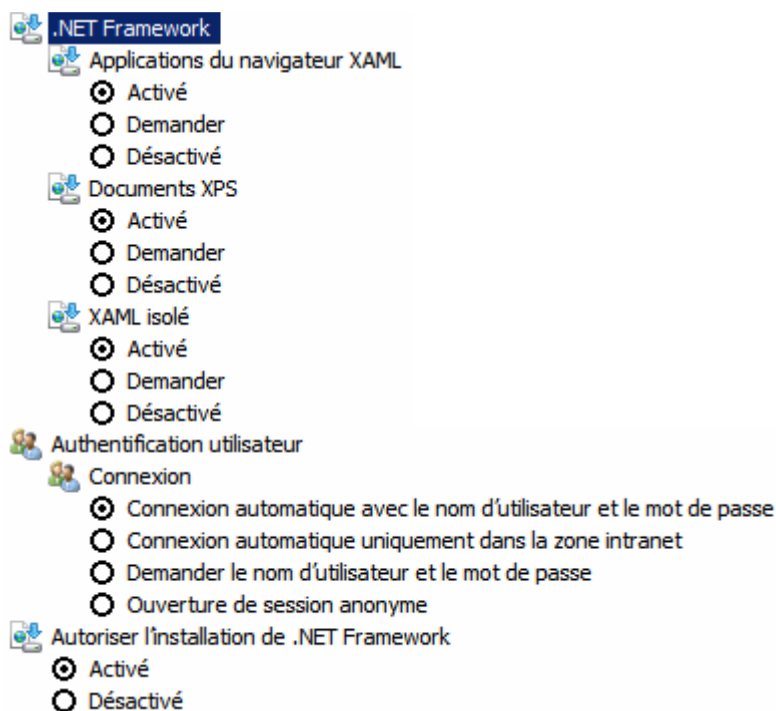 .NET Framework
Applications du navigateur XAML
Activé
Demander
Désactivé
Documents XPS
Activé
Demander
Désactivé
XAML isolé
Activé
Demander
Désactivé
Authentification utilisateur
Connexion
Connexion automatique avec le nom d'utilisateur et le mot de passe
Connexion automatique uniquement dans la zone intranet
Demander le nom d'utilisateur et le mot de passe
Ouverture de session anonyme
Autoriser l'installation de .NET Framework
Activé
Désactivé